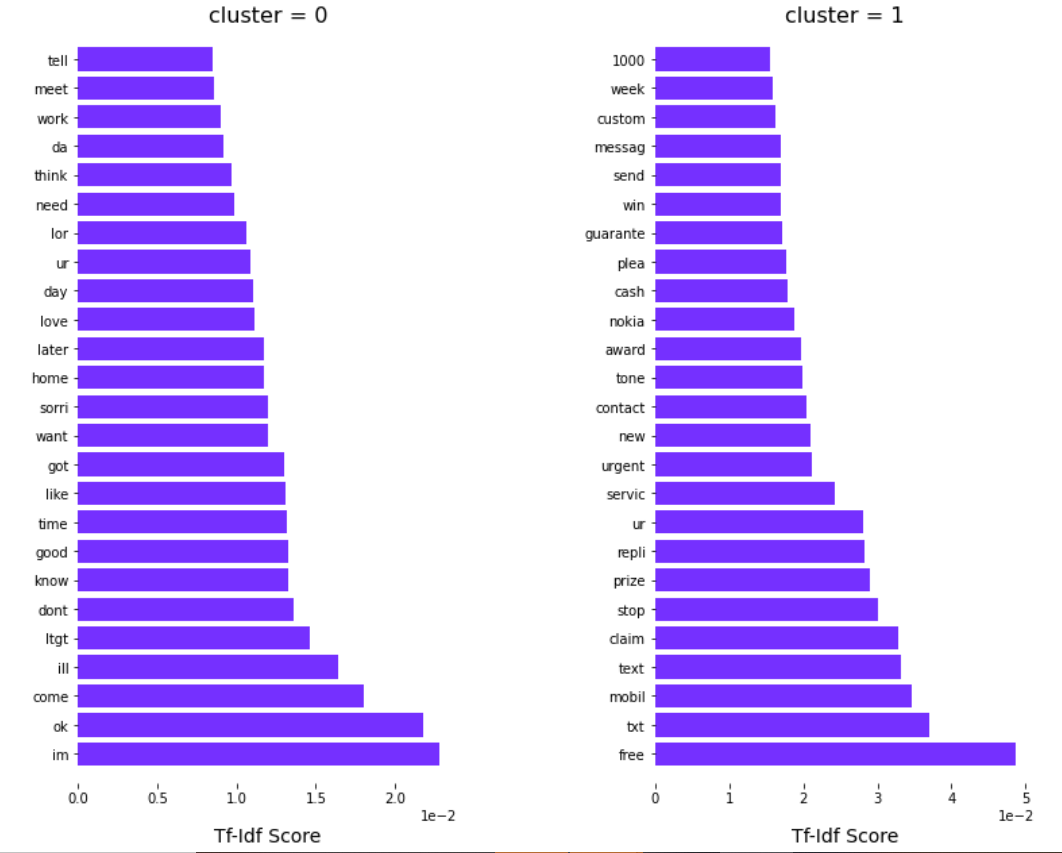 cluster = 0
tell
meet
work
da
think
need
lor
ur
day
love
later
home
sorri
want
got
like
time
good
know
dont
ltgt
ill
come
ok
im
0.0 0.5 1.0 1.5 2.0
1e−2
Tf-Idf Score
cluster = 1
1000
week
custom
messag
send
win
guarante
plea
cash
nokia
award
tone
contact
new
urgent
servic
ur
repli
prize
stop
claim
text
mobil
txt
free
0 1 2 3 4 5
1e−2
Tf-Idf Score